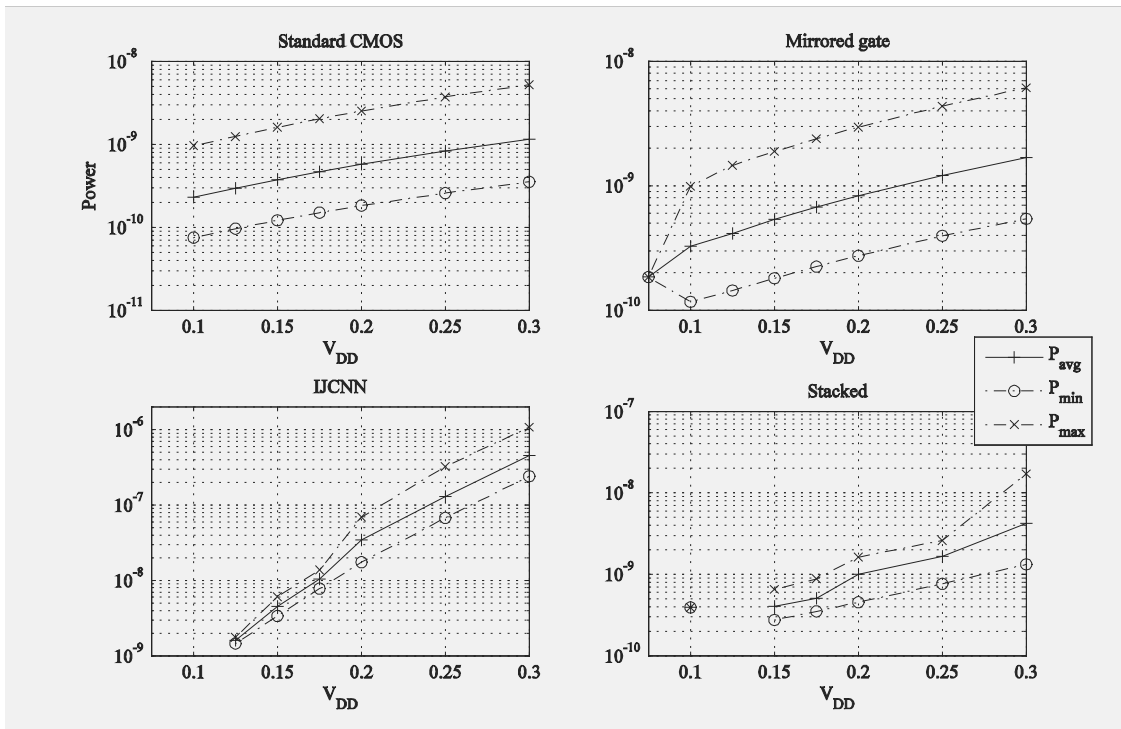 Standard CMOS
10^-8
10^-9
10^-10
10^-11
Power
0.1 0.15 0.2 0.25 0.3
V_DD
Mirrored gate
10^-8
10^-9
10^-10
0.1 0.15 0.2 0.25 0.3
V_DD
P_avg
P_min
P_max
IJCNN
10^-6
10^-7
10^-8
10^-9
0.1 0.15 0.2 0.25 0.3
V_DD
Stacked
10^-7
10^-8
10^-9
10^-10
0.1 0.15 0.2 0.25 0.3
V_DD